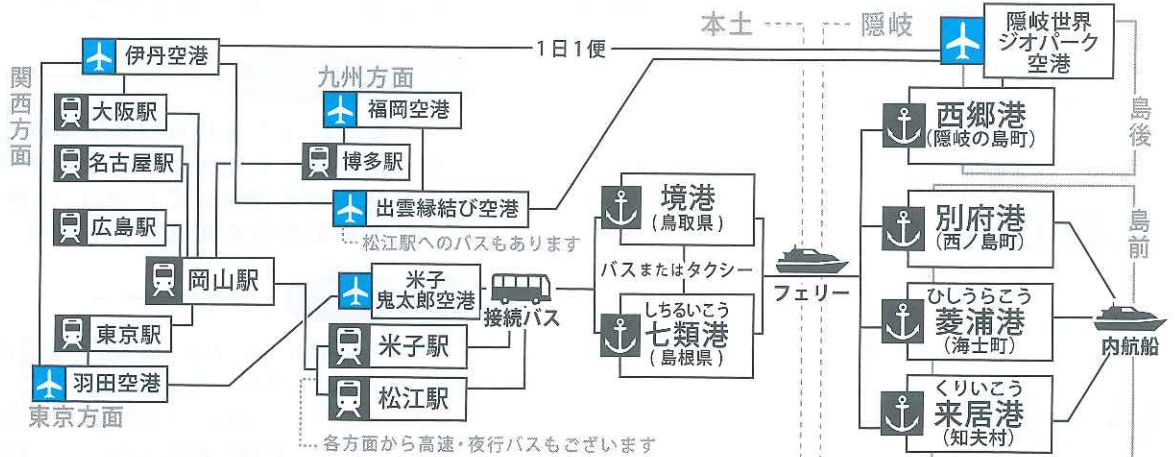 本土
隠岐
関西方面
伊丹空港
1日1便
隠岐世界
ジオパーク
空港
大阪駅
九州方面
福岡空港
島後
西郷港
(隠岐の島町)
名古屋駅
博多駅
広島駅
出雲縁結び空港
松江駅へのバスもあります
境港
(鳥取県)
別府港
(西ノ島町)
島前
岡山駅
米子
鬼太郎空港
接続バス
バスまたはタクシー
フェリー
しちるいこう
七類港
(島根県)
ひしうらこう
菱浦港
(海士町)
内航船
東京駅
米子駅
羽田空港
東京方面
松江駅
くりいこう
来居港
(知夫村)
各方面から高速・夜行バスもございます